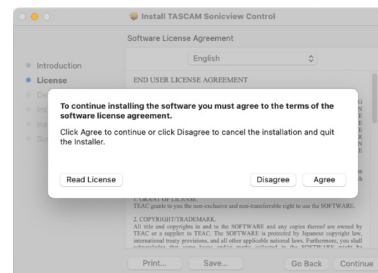 Install TASCAM Sonicview Control
Software License Agreement
English
Introduction
License
END USER LICENSE AGREEMENT
To continue installing the software you must agree to the terms of the
software license agreement.
Click Agree to continue or click Disagree to cancel the installation and quit
the Installer.
Read License
Disagree
Agree
1. GRANT OF LICENSE.
TEAC grants to you the non-exclusive and non-transferrable right to use the SOFTWARE.
2. COPYRIGHT/TRADEMARK.
All title and copyrights in and to the SOFTWARE and any copies thereof are owned by
TEAC or a supplier to TEAC. The SOFTWARE is protected by Japanese copyright law,
international treaty provisions, and all other applicable national laws. Furthermore, you shall
Print...
Save...
Go Back
Continue